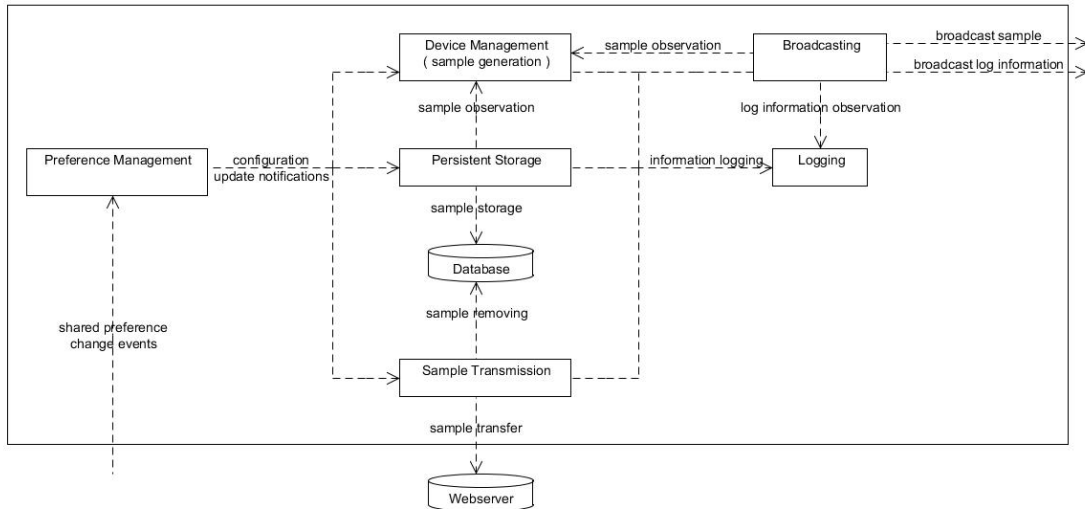 broadcast sample
Device Management
( sample generation )
sample observation
Broadcasting
broadcast log information
sample observation
log information observation
Preference Management
configuration
update notifications
Persistent Storage
information logging
Logging
sample storage
Database
sample removing
shared preference
change events
Sample Transmission
sample transfer
Webserver